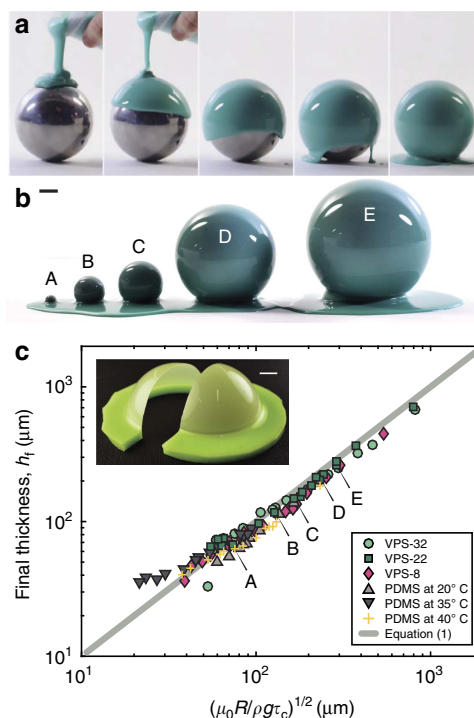 a
b
A
B
C
D
E
c
Final thickness, h_f (μm)
10³
10²
10¹
A
B
C
D
E
VPS-32
VPS-22
VPS-8
PDMS at 20° C
PDMS at 35° C
PDMS at 40° C
Equation (1)
10¹
10²
10³
(μ₀R/ρgτ_c)^{1/2} (μm)